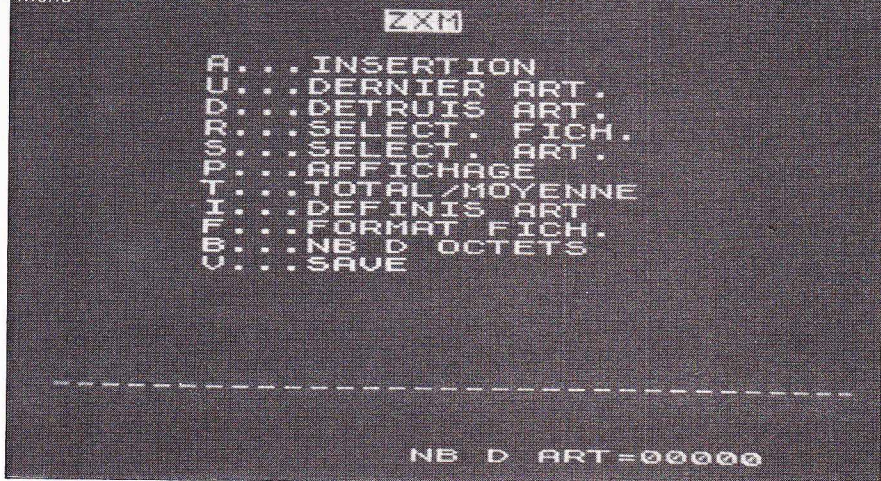 ZXM
A...INSERTION
U...DERNIER ART.
D...DETRUIS ART.
R...SELECT. FICH.
S...SELECT. ART.
P...AFFICHAGE
T...TOTAL/MOYENNE
I...DEFINIS ART
F...FORMAT FICH.
B...NB D OCTETS
V...SAVE
NB D ART=00000